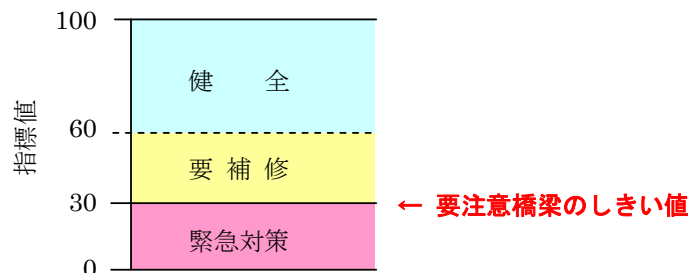 100
健 全
指標値
60
要 補 修
30
← 要注意橋梁のしきい値
緊急対策
0